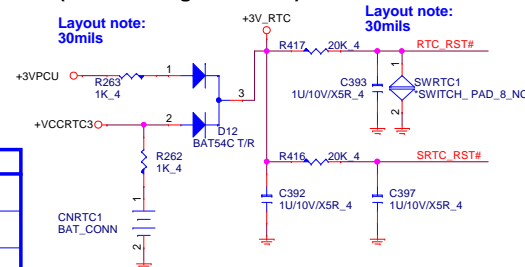 Layout note:
30mils
Layout note:
30mils
+3V_RTC
R417 20K_4 RTC_RST#
+3VPCU
R263
1K_4
1
3
C393
1U/10V/X5R_4
1
SWRTC1
*SWITCH_ PAD_8_NC
2
+VCCRTC3
2
D12
BAT54C T/R
R262
1K_4
R416 20K_4 SRTC_RST#
C392
1U/10V/X5R_4
C397
1U/10V/X5R_4
CNRTC1
BAT_CONN
1
2